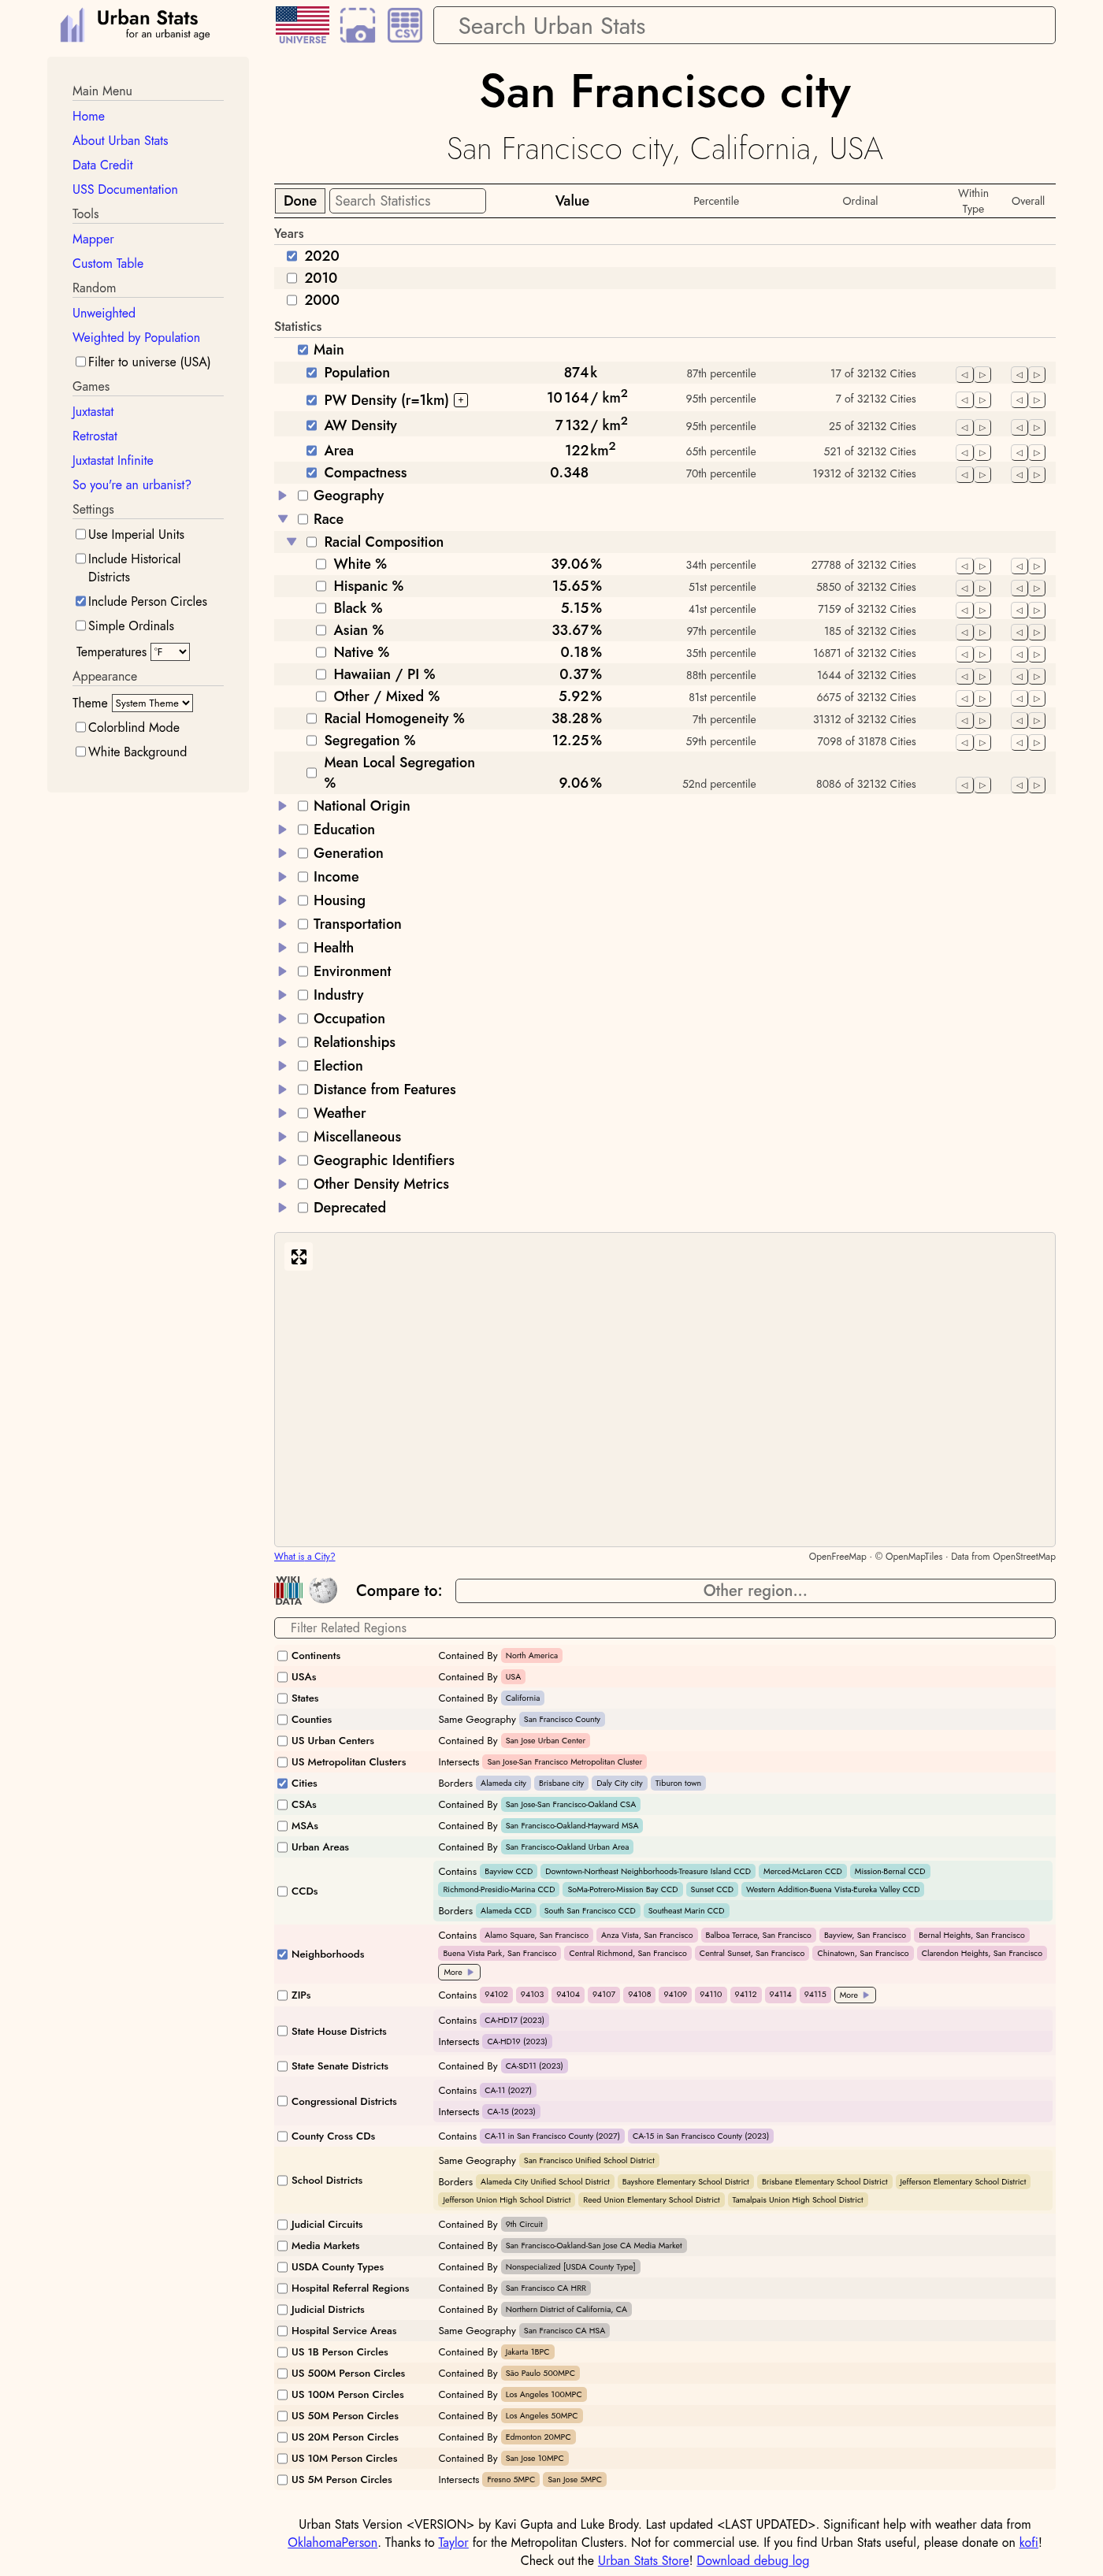 Urban Stats
for an urbanist age
UNIVERSE
CSV
Search Urban Stats
Main Menu
Home
About Urban Stats
Data Credit
USS Documentation
Tools
Mapper
Custom Table
Random
Unweighted
Weighted by Population
Filter to universe (USA)
Games
Juxtastat
Retrostat
Juxtastat Infinite
So you're an urbanist?
Settings
Use Imperial Units
Include Historical
Districts
Include Person Circles
Simple Ordinals
Temperatures °F
Appearance
Theme System Theme
Colorblind Mode
White Background
San Francisco city
San Francisco city, California, USA
Done Search Statistics Value Percentile Ordinal Within Type Overall
Years
2020
2010
2000
Statistics
Main
Population 874k 87th percentile 17 of 32132 Cities ◁ ▷ ◁ ▷
PW Density (r=1km) + 10 164/ km2 95th percentile 7 of 32132 Cities ◁ ▷ ◁ ▷
AW Density 7 132/ km2 95th percentile 25 of 32132 Cities ◁ ▷ ◁ ▷
Area 122km2 65th percentile 521 of 32132 Cities ◁ ▷ ◁ ▷
Compactness 0.348 70th percentile 19312 of 32132 Cities ◁ ▷ ◁ ▷
Geography
Race
Racial Composition
White % 39.06% 34th percentile 27788 of 32132 Cities ◁ ▷ ◁ ▷
Hispanic % 15.65% 51st percentile 5850 of 32132 Cities ◁ ▷ ◁ ▷
Black % 5.15% 41st percentile 7159 of 32132 Cities ◁ ▷ ◁ ▷
Asian % 33.67% 97th percentile 185 of 32132 Cities ◁ ▷ ◁ ▷
Native % 0.18% 35th percentile 16871 of 32132 Cities ◁ ▷ ◁ ▷
Hawaiian / PI % 0.37% 88th percentile 1644 of 32132 Cities ◁ ▷ ◁ ▷
Other / Mixed % 5.92% 81st percentile 6675 of 32132 Cities ◁ ▷ ◁ ▷
Racial Homogeneity % 38.28% 7th percentile 31312 of 32132 Cities ◁ ▷ ◁ ▷
Segregation % 12.25% 59th percentile 7098 of 31878 Cities ◁ ▷ ◁ ▷
Mean Local Segregation
% 9.06% 52nd percentile 8086 of 32132 Cities ◁ ▷ ◁ ▷
National Origin
Education
Generation
Income
Housing
Transportation
Health
Environment
Industry
Occupation
Relationships
Election
Distance from Features
Weather
Miscellaneous
Geographic Identifiers
Other Density Metrics
Deprecated
What is a City? OpenFreeMap · © OpenMapTiles · Data from OpenStreetMap
WIKI
DATA
Compare to: Other region...
Filter Related Regions
Continents Contained By North America
USAs Contained By USA
States Contained By California
Counties Same Geography San Francisco County
US Urban Centers Contained By San Jose Urban Center
US Metropolitan Clusters Intersects San Jose-San Francisco Metropolitan Cluster
Cities Borders Alameda city Brisbane city Daly City city Tiburon town
CSAs Contained By San Jose-San Francisco-Oakland CSA
MSAs Contained By San Francisco-Oakland-Hayward MSA
Urban Areas Contained By San Francisco-Oakland Urban Area
CCDs
Contains Bayview CCD Downtown-Northeast Neighborhoods-Treasure Island CCD Merced-McLaren CCD Mission-Bernal CCD
Richmond-Presidio-Marina CCD SoMa-Potrero-Mission Bay CCD Sunset CCD Western Addition-Buena Vista-Eureka Valley CCD
Borders Alameda CCD South San Francisco CCD Southeast Marin CCD
Neighborhoods
Contains Alamo Square, San Francisco Anza Vista, San Francisco Balboa Terrace, San Francisco Bayview, San Francisco Bernal Heights, San Francisco
Buena Vista Park, San Francisco Central Richmond, San Francisco Central Sunset, San Francisco Chinatown, San Francisco Clarendon Heights, San Francisco
More
ZIPs Contains 94102 94103 94104 94107 94108 94109 94110 94112 94114 94115 More
State House Districts
Contains CA-HD17 (2023)
Intersects CA-HD19 (2023)
State Senate Districts Contained By CA-SD11 (2023)
Congressional Districts
Contains CA-11 (2027)
Intersects CA-15 (2023)
County Cross CDs Contains CA-11 in San Francisco County (2027) CA-15 in San Francisco County (2023)
School Districts
Same Geography San Francisco Unified School District
Borders Alameda City Unified School District Bayshore Elementary School District Brisbane Elementary School District Jefferson Elementary School District
Jefferson Union High School District Reed Union Elementary School District Tamalpais Union High School District
Judicial Circuits Contained By 9th Circuit
Media Markets Contained By San Francisco-Oakland-San Jose CA Media Market
USDA County Types Contained By Nonspecialized [USDA County Type]
Hospital Referral Regions Contained By San Francisco CA HRR
Judicial Districts Contained By Northern District of California, CA
Hospital Service Areas Same Geography San Francisco CA HSA
US 1B Person Circles Contained By Jakarta 1BPC
US 500M Person Circles Contained By São Paulo 500MPC
US 100M Person Circles Contained By Los Angeles 100MPC
US 50M Person Circles Contained By Los Angeles 50MPC
US 20M Person Circles Contained By Edmonton 20MPC
US 10M Person Circles Contained By San Jose 10MPC
US 5M Person Circles Intersects Fresno 5MPC San Jose 5MPC
Urban Stats Version <VERSION> by Kavi Gupta and Luke Brody. Last updated <LAST UPDATED>. Significant help with weather data from
OklahomaPerson. Thanks to Taylor for the Metropolitan Clusters. Not for commercial use. If you find Urban Stats useful, please donate on kofi!
Check out the Urban Stats Store! Download debug log